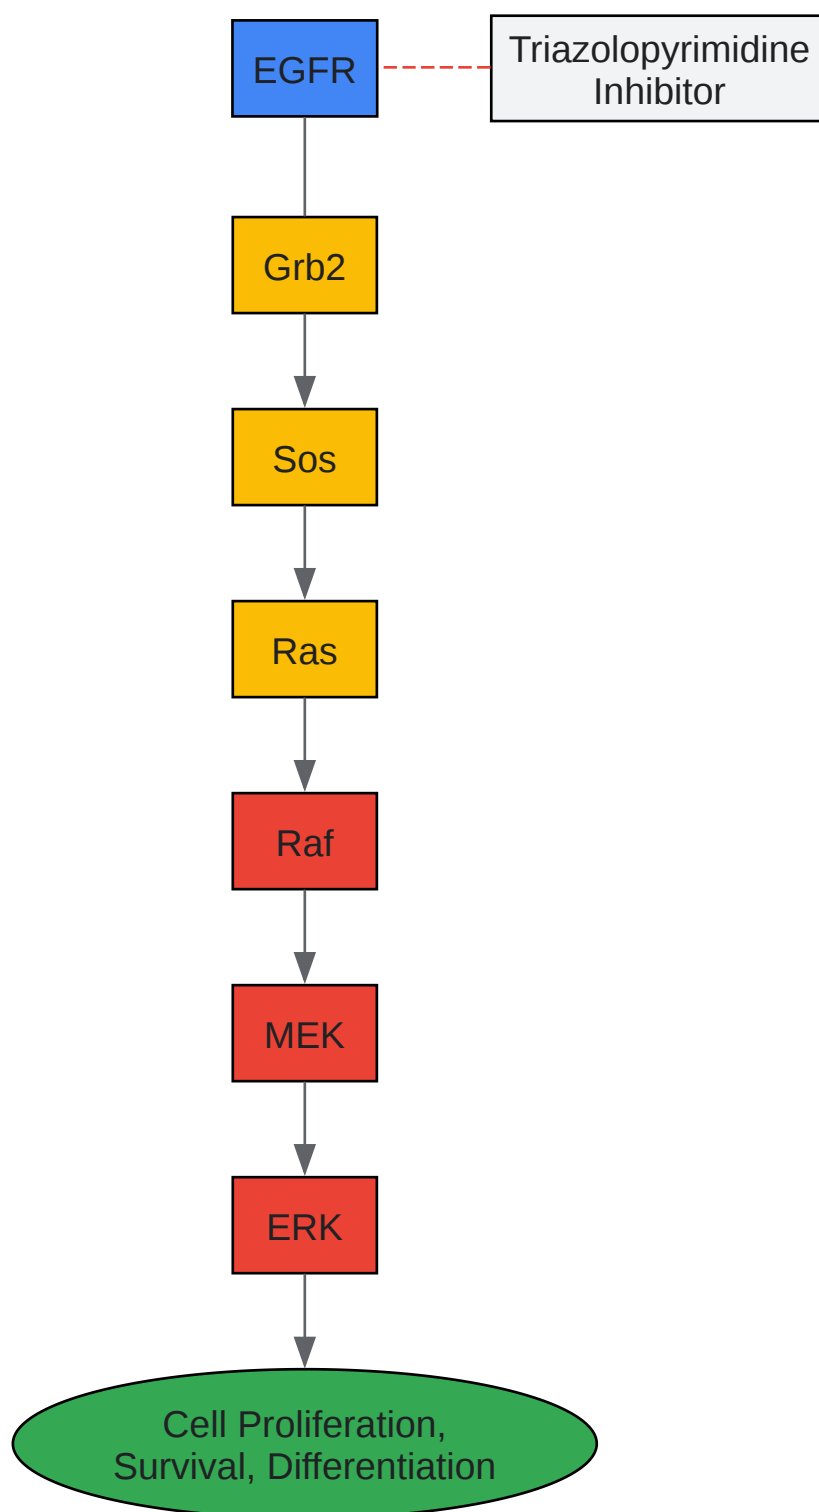 EGFR
Triazolopyrimidine
Inhibitor
Grb2
Sos
Ras
Raf
MEK
ERK
Cell Proliferation,
Survival, Differentiation